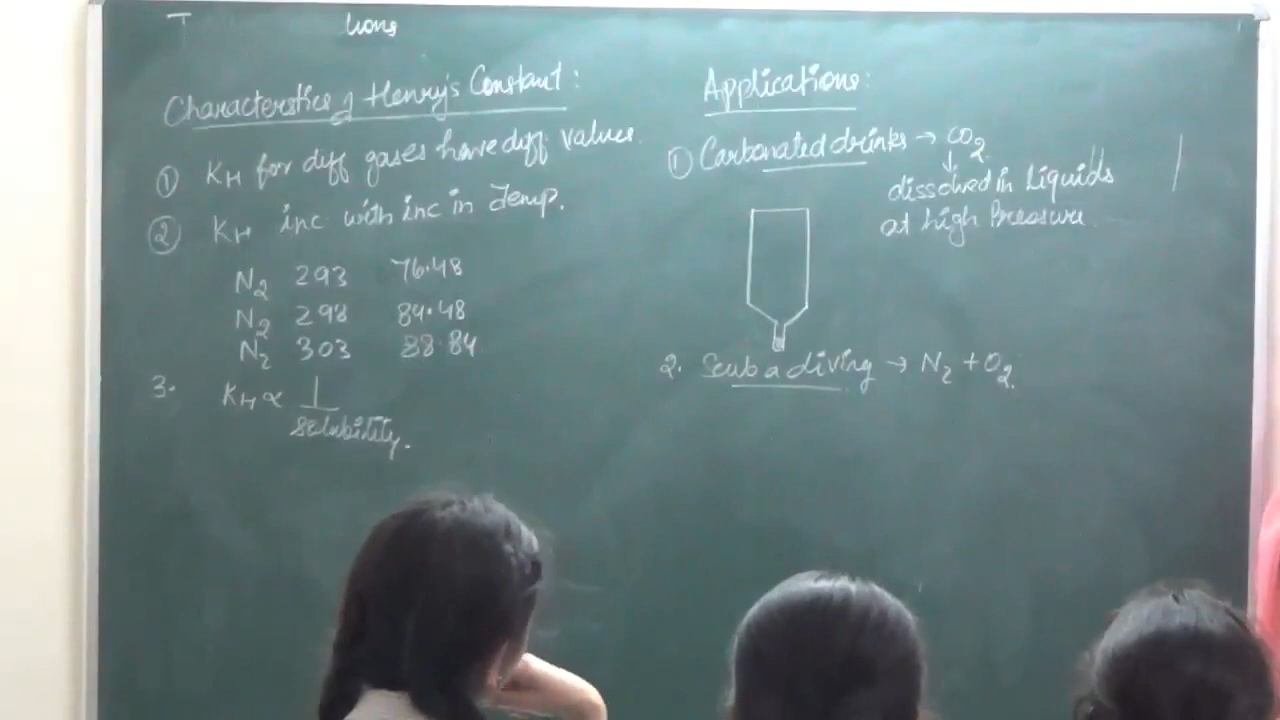 Characterstics of Henry's Constant:
① KH for diff gases have diff values.
② KH inc with inc in Temp.
N2 293 76.48
N2 298 84.48
N2 303 88.84
3. KH ∝ 1
solubility.
Applications:
① Carbonated drinks → CO2
↓
dissolved in Liquids
at high Pressure.
2. Scuba diving → N2 + O2.